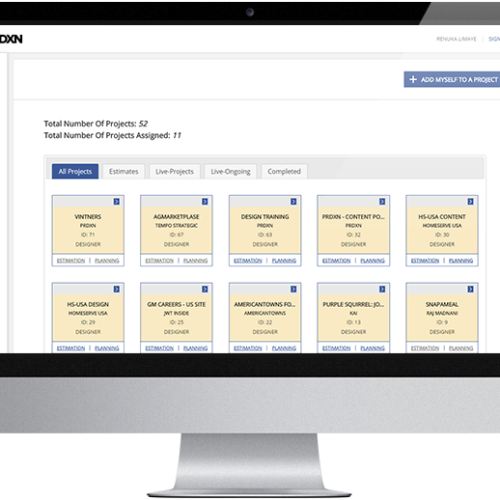 DXN
RENUKA LIMAYE | SIGN
+ ADD MYSELF TO A PROJECT
Total Number Of Projects: 52
Total Number Of Projects Assigned: 11
All Projects Estimates Live-Projects Live-Ongoing Completed
VINTNERS AGMARKETPLASE DESIGN TRAINING PRDXN - CONTENT PO... HS-USA CONTENT
PRDXN TEMPO STRATEGIC PRDXN PRDXN HOMESERVE USA
ID: 71 ID: 67 ID: 63 ID: 32 ID: 30
DESIGNER DESIGNER DESIGNER DESIGNER DESIGNER
ESTIMATION | PLANNING ESTIMATION | PLANNING ESTIMATION | PLANNING ESTIMATION | PLANNING ESTIMATION | PLANNING
HS-USA DESIGN GM CAREERS - US SITE AMERICANTOWNS FO... PURPLE SQUIRREL: JO... SNAPAMEAL
HOMESERVE USA JWT INSIDE AMERICANTOWNS KAI RAJ MADNANI
ID: 29 ID: 25 ID: 22 ID: 13 ID: 9
DESIGNER DESIGNER DESIGNER DESIGNER DESIGNER
ESTIMATION | PLANNING ESTIMATION | PLANNING ESTIMATION | PLANNING ESTIMATION | PLANNING ESTIMATION | PLANNING